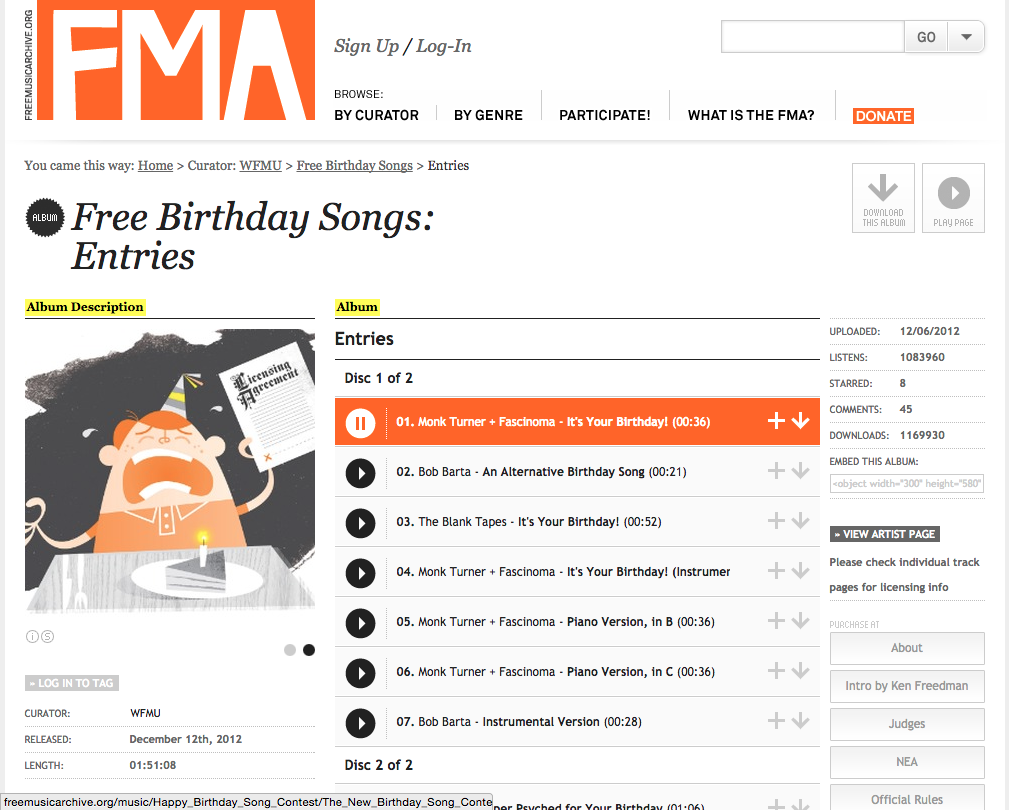 FREEMUSICARCHIVE.ORG
FMA
Sign Up / Log-In
GO
BROWSE:
BY CURATOR
BY GENRE
PARTICIPATE!
WHAT IS THE FMA?
DONATE
You came this way: Home > Curator: WFMU > Free Birthday Songs > Entries
DOWNLOAD
THIS ALBUM
PLAY PAGE
ALBUM
Free Birthday Songs:
Entries
Album Description
Licensing
Agreement
ⓘⓢ
» LOG IN TO TAG
CURATOR: WFMU
RELEASED: December 12th, 2012
LENGTH: 01:51:08
Album
Entries
Disc 1 of 2
01. Monk Turner + Fascinoma - It's Your Birthday! (00:36)
02. Bob Barta - An Alternative Birthday Song (00:21)
03. The Blank Tapes - It's Your Birthday! (00:52)
04. Monk Turner + Fascinoma - It's Your Birthday! (Instrumer
05. Monk Turner + Fascinoma - Piano Version, in B (00:36)
06. Monk Turner + Fascinoma - Piano Version, in C (00:36)
07. Bob Barta - Instrumental Version (00:28)
Disc 2 of 2
per Psyched for Your Birthday (01:06)
UPLOADED: 12/06/2012
LISTENS: 1083960
STARRED: 8
COMMENTS: 45
DOWNLOADS: 1169930
EMBED THIS ALBUM:
<object width="300" height="580"
» VIEW ARTIST PAGE
Please check individual track
pages for licensing info
PURCHASE AT
About
Intro by Ken Freedman
Judges
NEA
Official Rules
freemusicarchive.org/music/Happy_Birthday_Song_Contest/The_New_Birthday_Song_Conte